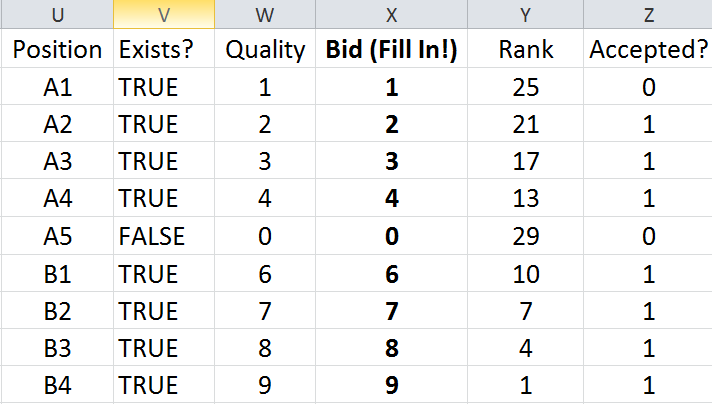 U V W X Y Z
Position Exists? Quality Bid (Fill In!) Rank Accepted?
A1 TRUE 1 1 25 0
A2 TRUE 2 2 21 1
A3 TRUE 3 3 17 1
A4 TRUE 4 4 13 1
A5 FALSE 0 0 29 0
B1 TRUE 6 6 10 1
B2 TRUE 7 7 7 1
B3 TRUE 8 8 4 1
B4 TRUE 9 9 1 1